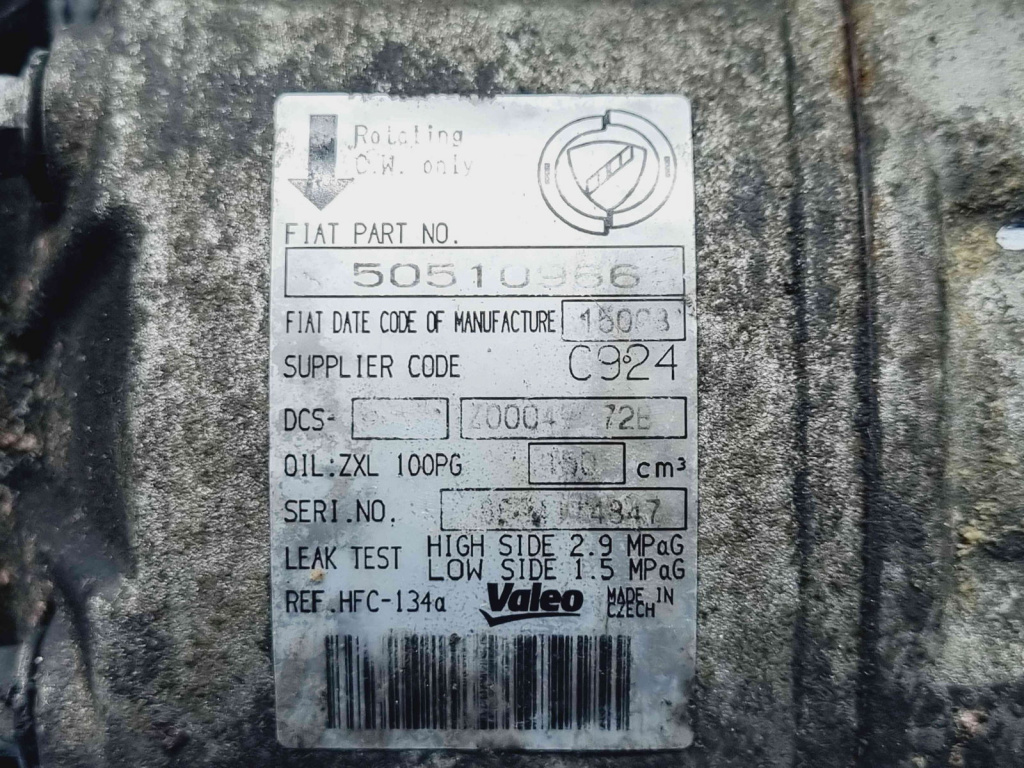 Rotating
C.W. only
FIAT PART NO.
50510966
FIAT DATE CODE OF MANUFACTURE
SUPPLIER CODE C924
DCS- 72B
OIL:ZXL 100PG 150 cm³
SERI.NO.
LEAK TEST HIGH SIDE 2.9 MPaG
LOW SIDE 1.5 MPaG
REF.HFC-134a Valeo MADE IN
CZECH